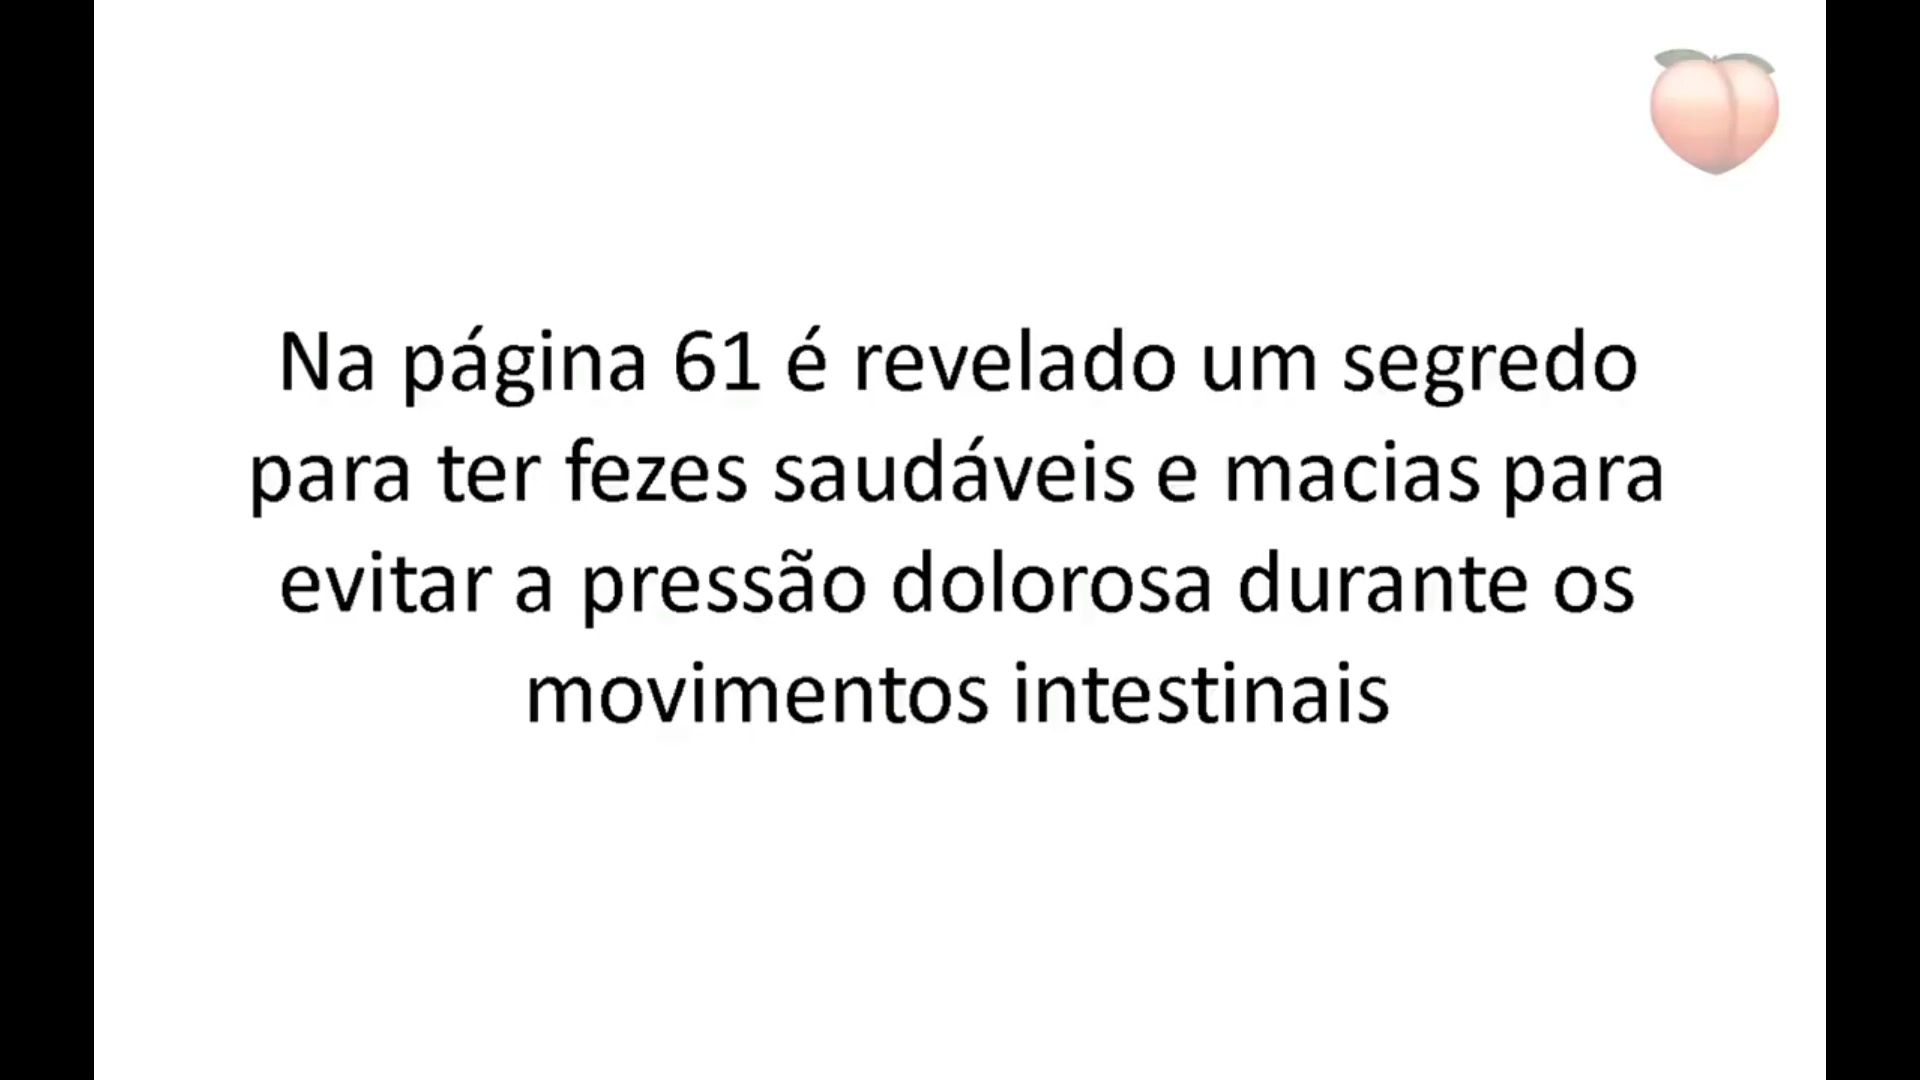 Na página 61 é revelado um segredo
para ter fezes saudáveis e macias para
evitar a pressão dolorosa durante os
movimentos intestinais